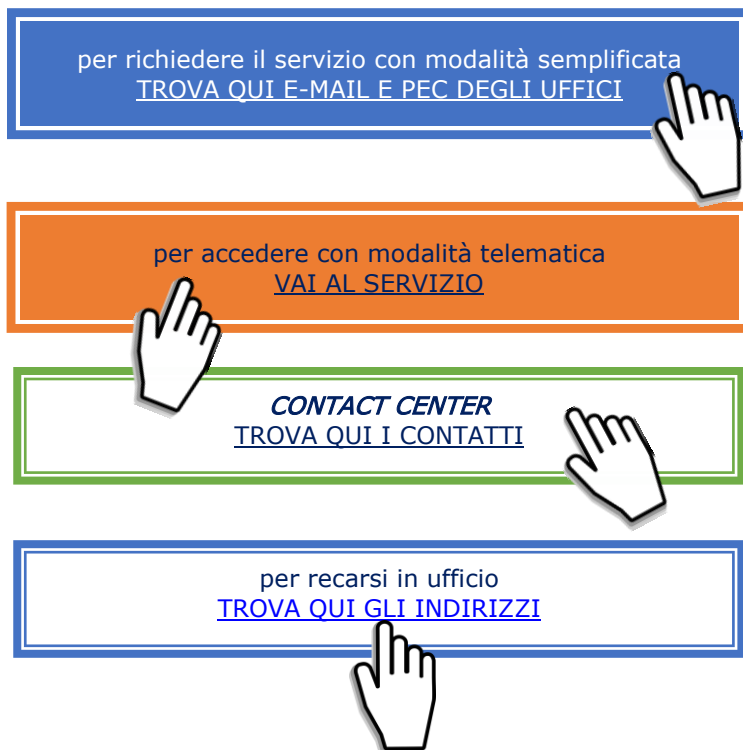 per richiedere il servizio con modalità semplificata
TROVA QUI E-MAIL E PEC DEGLI UFFICI
per accedere con modalità telematica
VAI AL SERVIZIO
CONTACT CENTER
TROVA QUI I CONTATTI
per recarsi in ufficio
TROVA QUI GLI INDIRIZZI